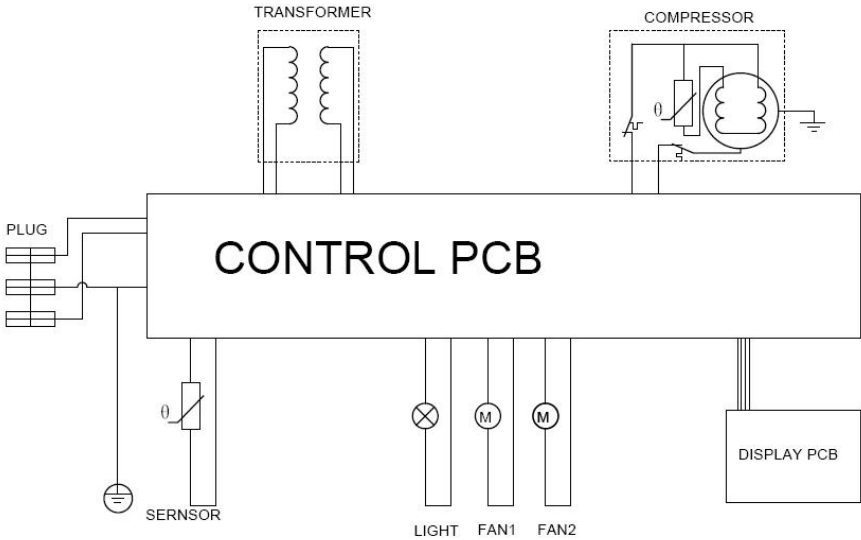 TRANSFORMER
COMPRESSOR
θ
PLUG
CONTROL PCB
θ
M
M
DISPLAY PCB
SERNSOR
LIGHT
FAN1
FAN2